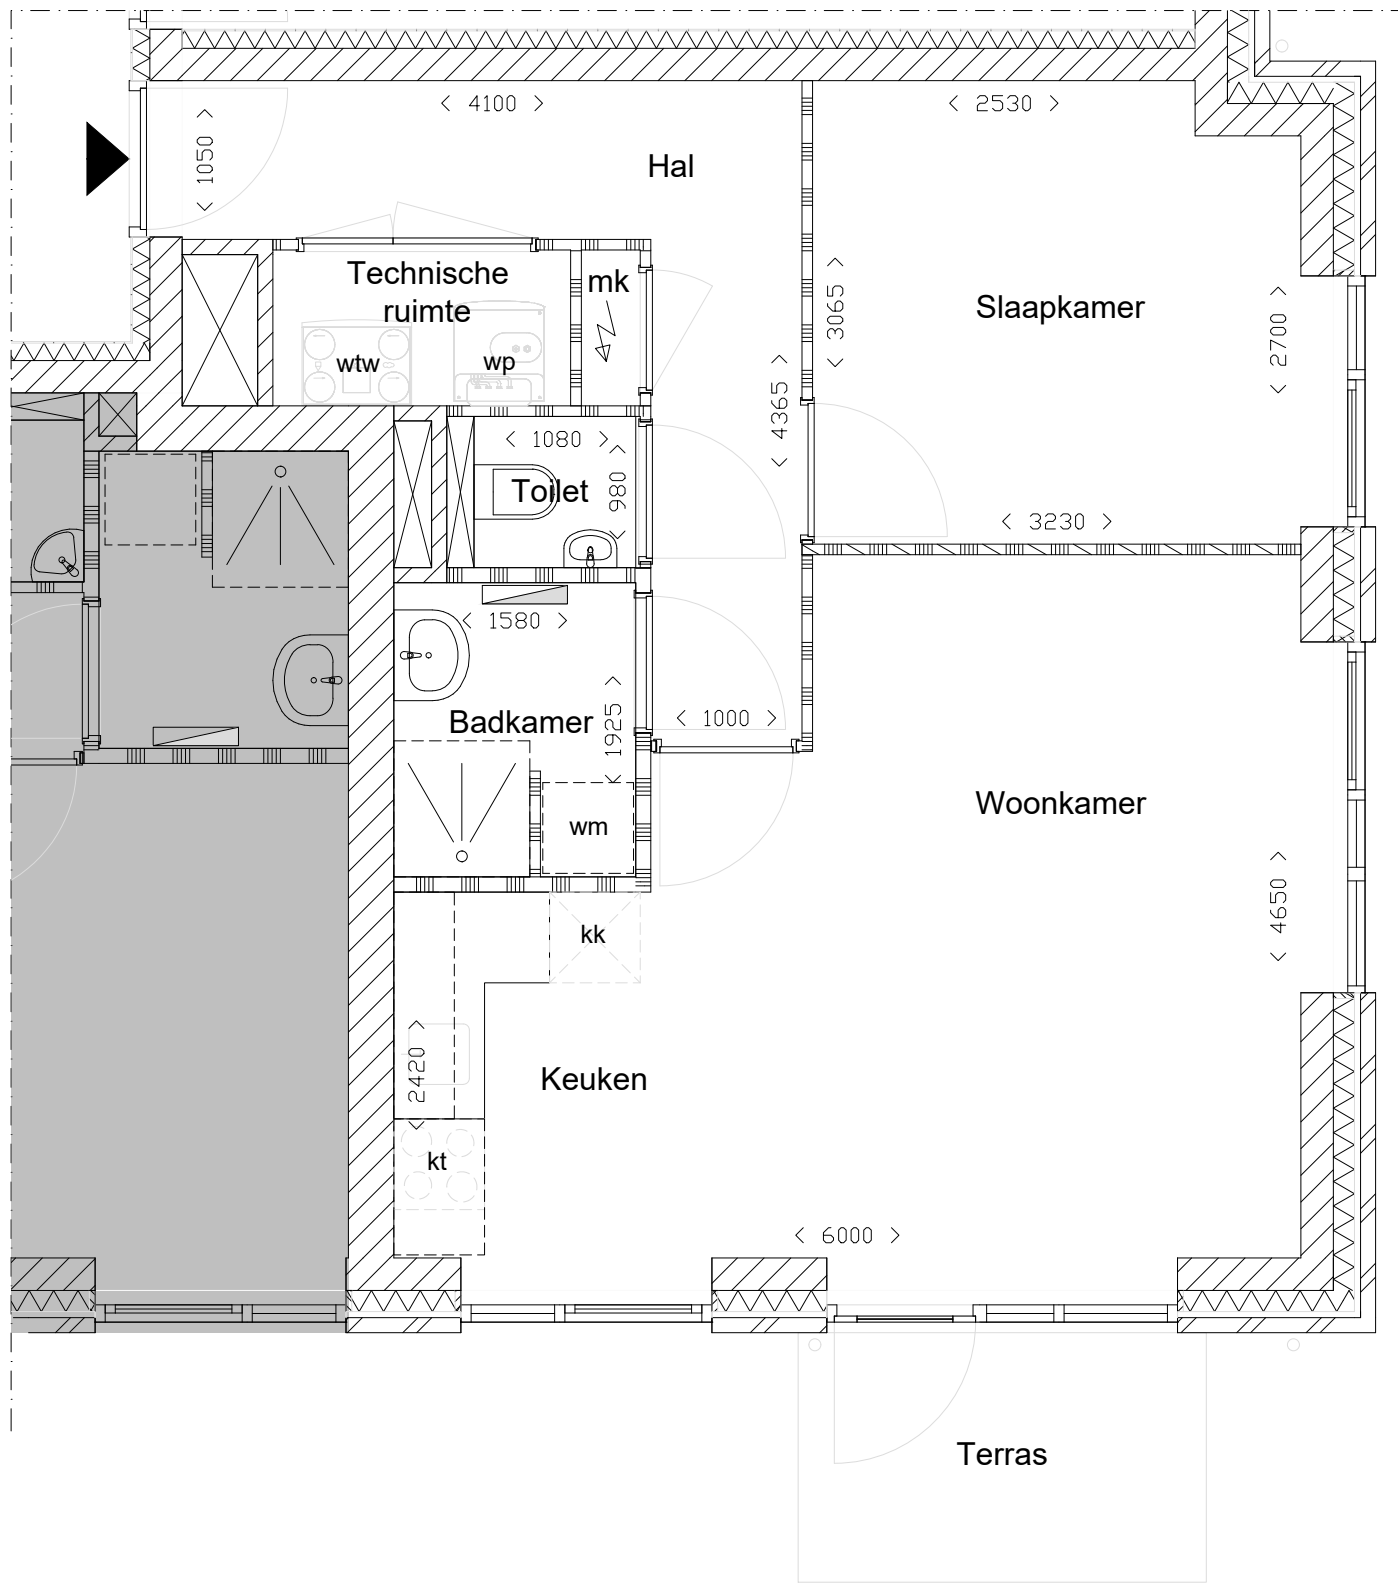 4100
2530
1050
Hal
Technische
ruimte
mk
wtw
wp
3065
Slaapkamer
2700
4365
1080
Toilet
980
3230
1580
Badkamer
1925
1000
wm
Woonkamer
4650
kk
2420
Keuken
kt
6000
Terras